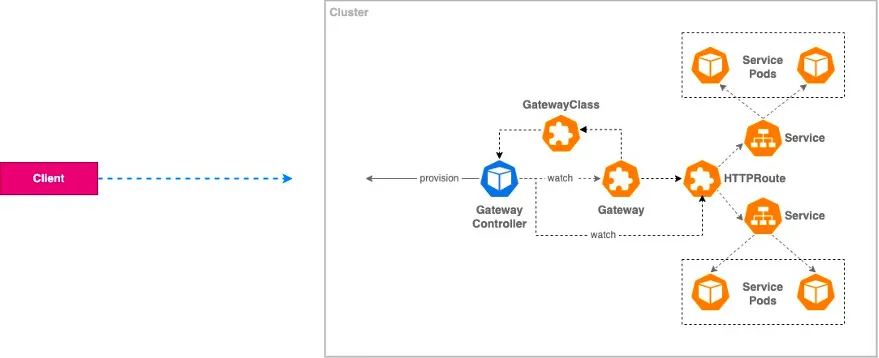 Cluster
Service
Pods
GatewayClass
Service
Client
provision
watch
HTTPRoute
Gateway
Controller
Gateway
Service
watch
Service
Pods